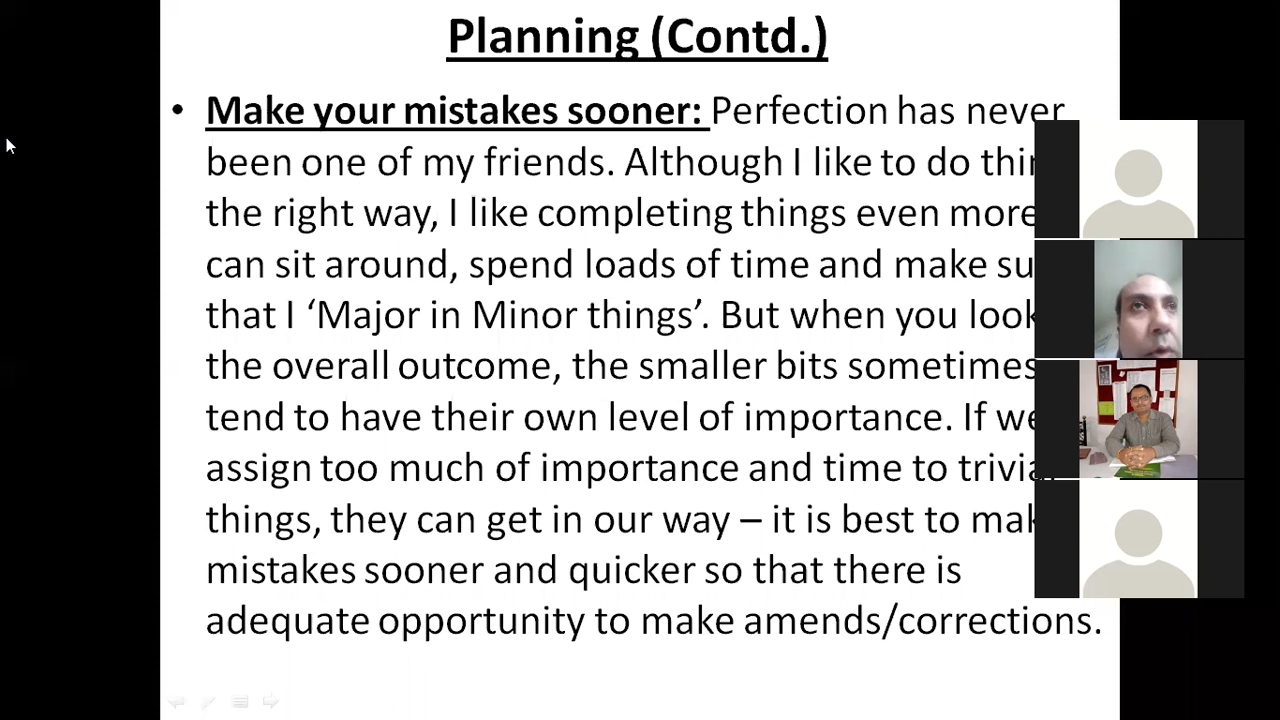 Planning (Contd.)
• Make your mistakes sooner: Perfection has never
been one of my friends. Although I like to do
the right way, I like completing things even more
can sit around, spend loads of time and make
that I ‘Major in Minor things’. But when you look
the overall outcome, the smaller bits sometimes
tend to have their own level of importance. If we
assign too much of importance and time to trivial
things, they can get in our way – it is best to
mistakes sooner and quicker so that there is
adequate opportunity to make amends/corrections.